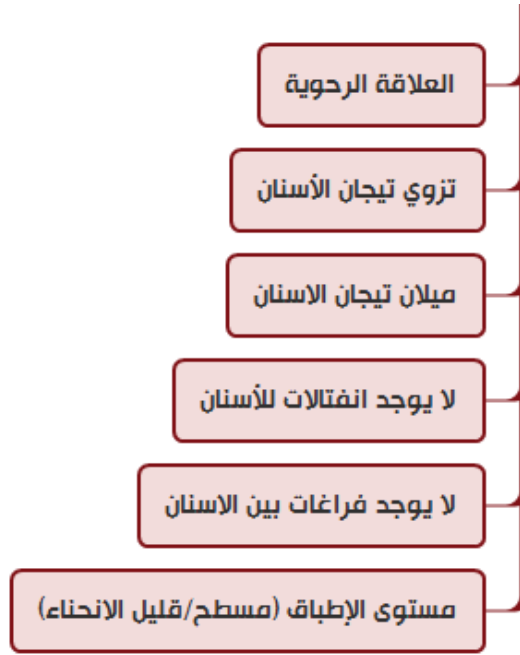 العلاقة الرحوية
تزوي تيجان الأسنان
ميلان تيجان الاسنان
لا يوجد انفتالات للأسنان
لا يوجد فراغات بين الاسنان
مستوى الإطباق (مسطح/قليل الانحناء)